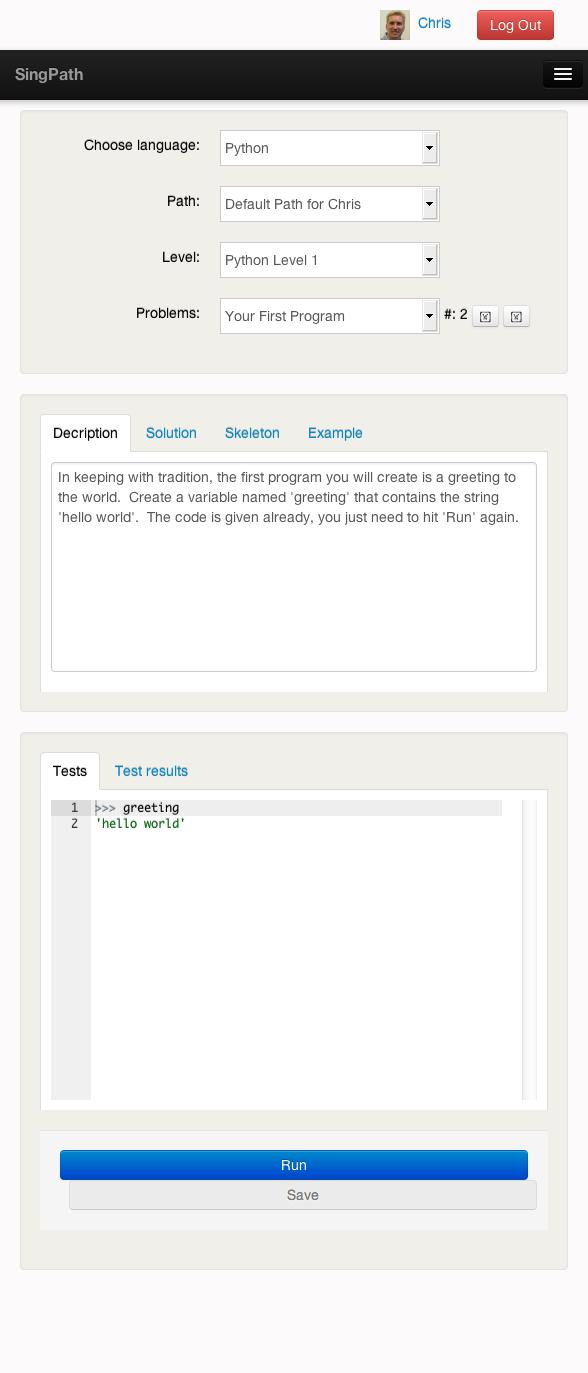 Chris
Log Out
SingPath
Choose language:
Python
Path:
Default Path for Chris
Level:
Python Level 1
Problems:
Your First Program
#: 2
Decription
Solution
Skeleton
Example
In keeping with tradition, the first program you will create is a greeting to
the world.  Create a variable named 'greeting' that contains the string
'hello world'.  The code is given already, you just need to hit 'Run' again.
Tests
Test results
1 >>> greeting
2 'hello world'
Run
Save